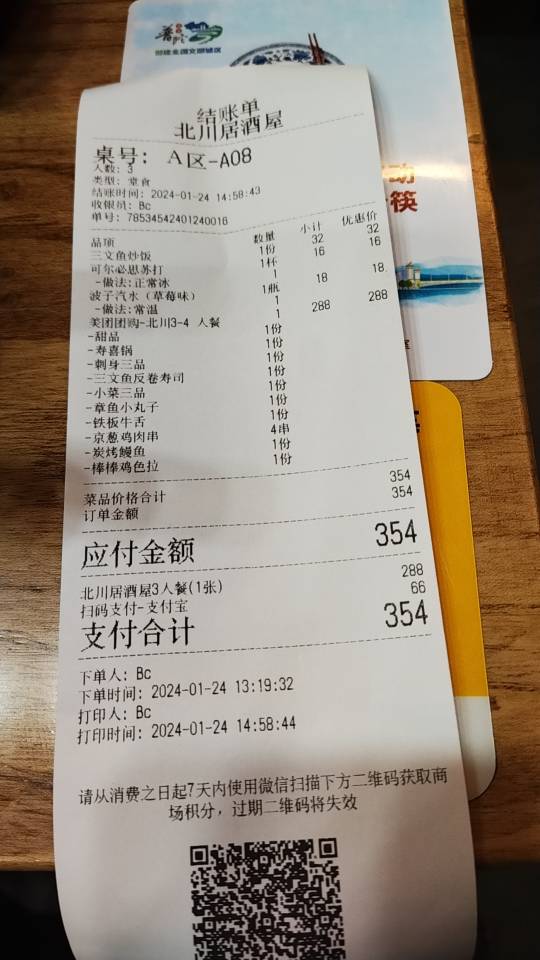 结账单
北川居酒屋
桌号： A区-A08
人数: 3
类型: 堂食
结账时间: 2024-01-24 14:58:43
收银员: Bc
单号: 78534542401240016
品项 数量 小计 优惠价
三文鱼炒饭 1份 32 32
可尔必思苏打 1杯 16 16
-做法:正常冰 1
波子汽水（草莓味） 1瓶 18 18
-做法:常温 1
美团团购-北川3-4 人餐 1 288 288
-甜品 1份
-寿喜锅 1份
-刺身三品 1份
-三文鱼反卷寿司 1份
-小菜三品 1份
-章鱼小丸子 1份
-铁板牛舌 1份
-京葱鸡肉串 4串
-炭烤鳗鱼 1份
-棒棒鸡色拉 1份
菜品价格合计 354
订单金额 354
应付金额 354
北川居酒屋3人餐(1张) 288
扫码支付-支付宝 66
支付合计 354
下单人: Bc
下单时间: 2024-01-24 13:19:32
打印人: Bc
打印时间: 2024-01-24 14:58:44
请从消费之日起7天内使用微信扫描下方二维码获取商
场积分，过期二维码将失效
普陀
创建全国文明城区
筷